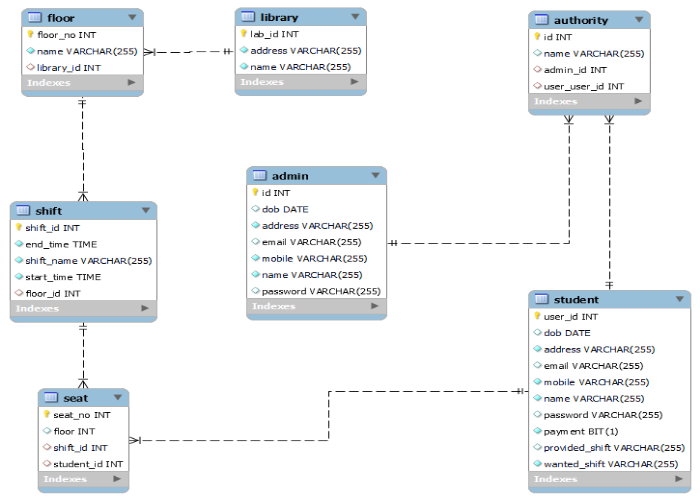 floor
floor_no INT
name VARCHAR(255)
library_id INT
Indexes
library
lab_id INT
address VARCHAR(255)
name VARCHAR(255)
Indexes
authority
id INT
name VARCHAR(255)
admin_id INT
user_user_id INT
Indexes
admin
id INT
dob DATE
address VARCHAR(255)
email VARCHAR(255)
mobile VARCHAR(255)
name VARCHAR(255)
password VARCHAR(255)
Indexes
shift
shift_id INT
end_time TIME
shift_name VARCHAR(255)
start_time TIME
floor_id INT
Indexes
student
user_id INT
dob DATE
address VARCHAR(255)
email VARCHAR(255)
mobile VARCHAR(255)
name VARCHAR(255)
password VARCHAR(255)
payment BIT(1)
provided_shift VARCHAR(255)
wanted_shift VARCHAR(255)
Indexes
seat
seat_no INT
floor INT
shift_id INT
student_id INT
Indexes